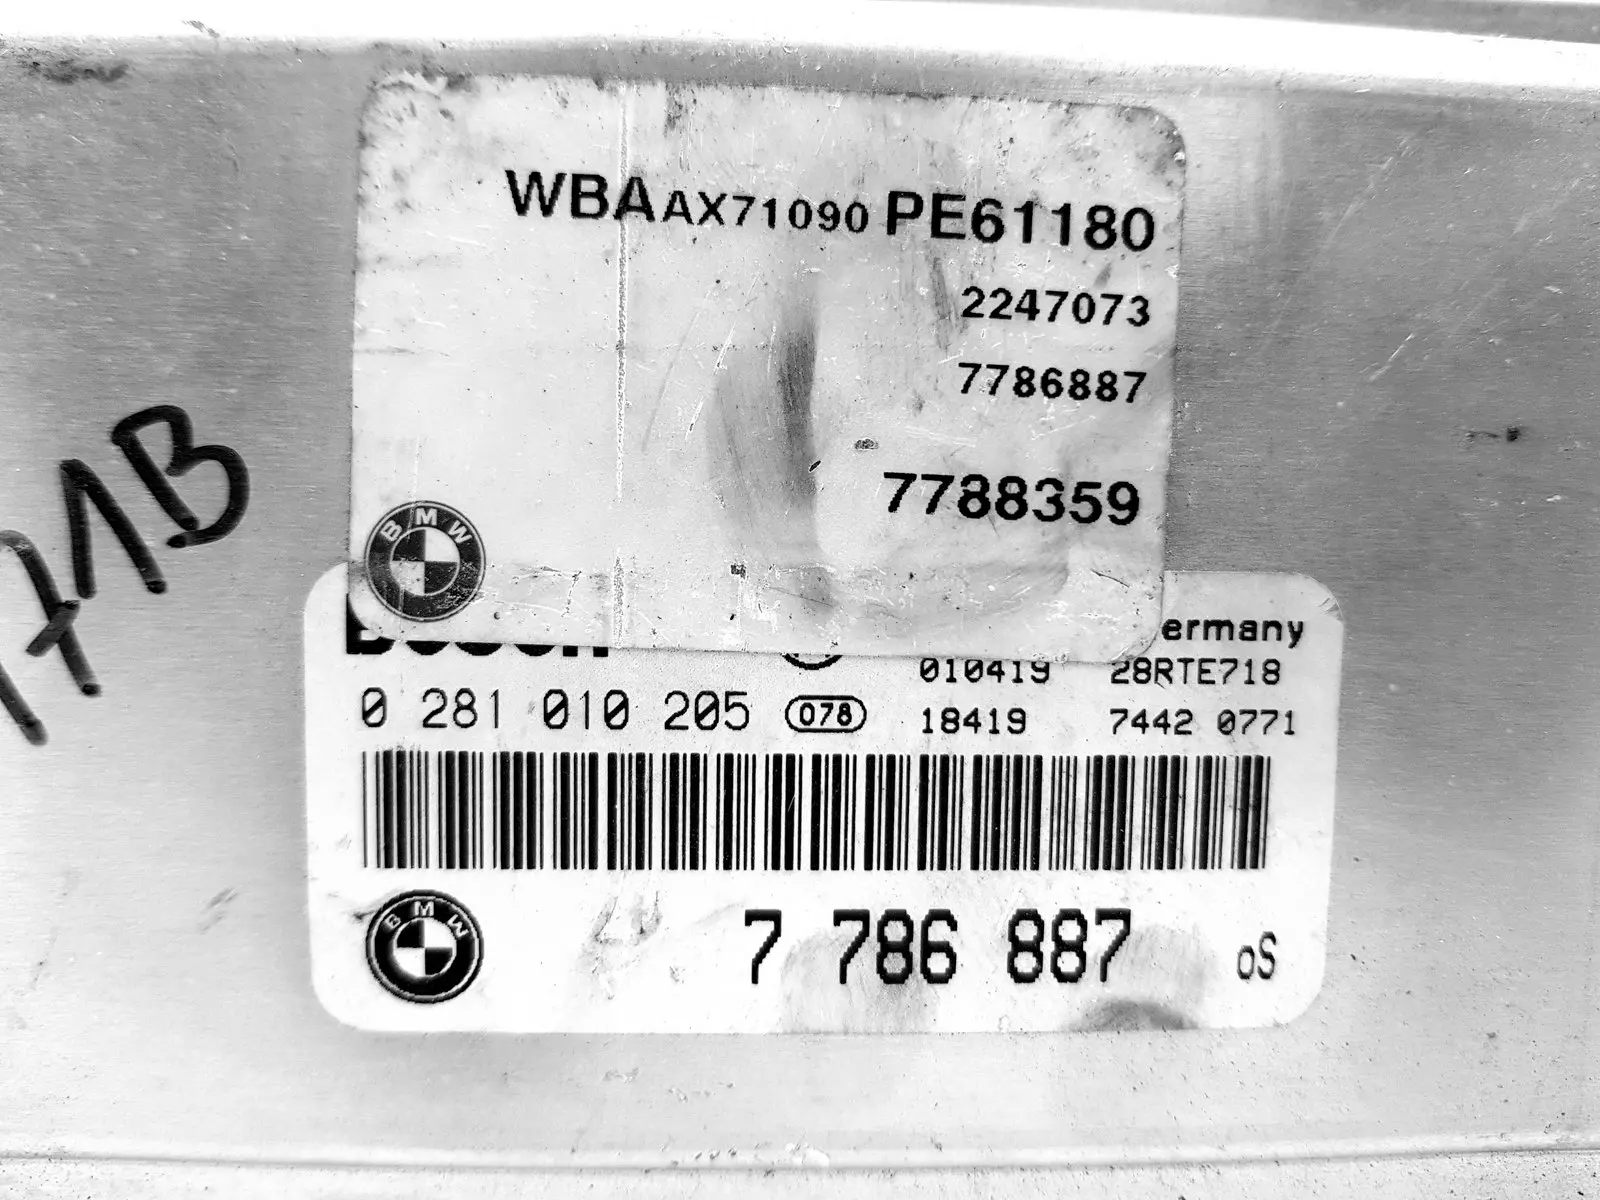 WBAAX71090 PE61180
2247073
7786887
7788359
BMW
71B
ermany
010419 28RTE718
0 281 010 205 078 18419 7442 0771
BMW
7 786 887 oS